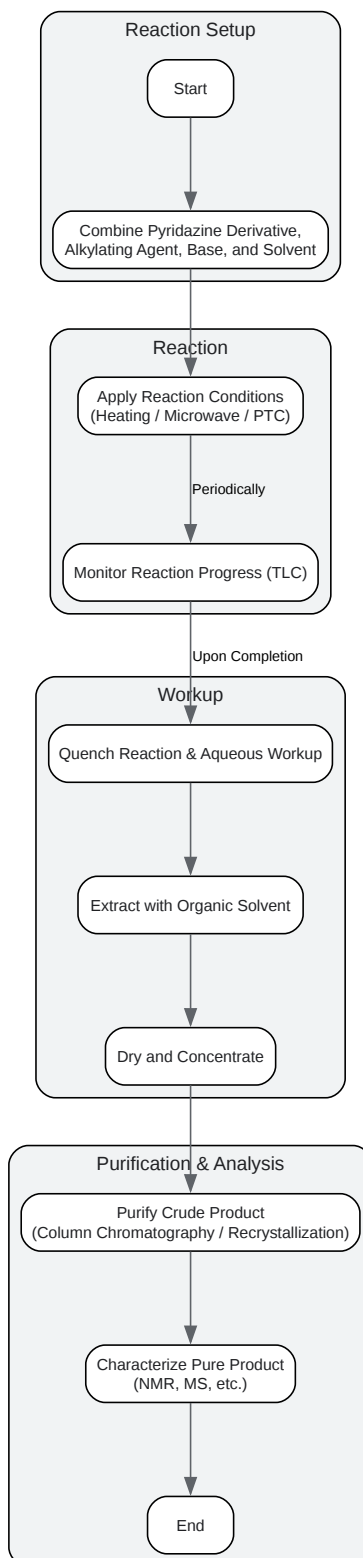 Reaction Setup
Start
Combine Pyridazine Derivative,
Alkylating Agent, Base, and Solvent
Reaction
Apply Reaction Conditions
(Heating / Microwave / PTC)
Periodically
Monitor Reaction Progress (TLC)
Upon Completion
Workup
Quench Reaction & Aqueous Workup
Extract with Organic Solvent
Dry and Concentrate
Purification & Analysis
Purify Crude Product
(Column Chromatography / Recrystallization)
Characterize Pure Product
(NMR, MS, etc.)
End